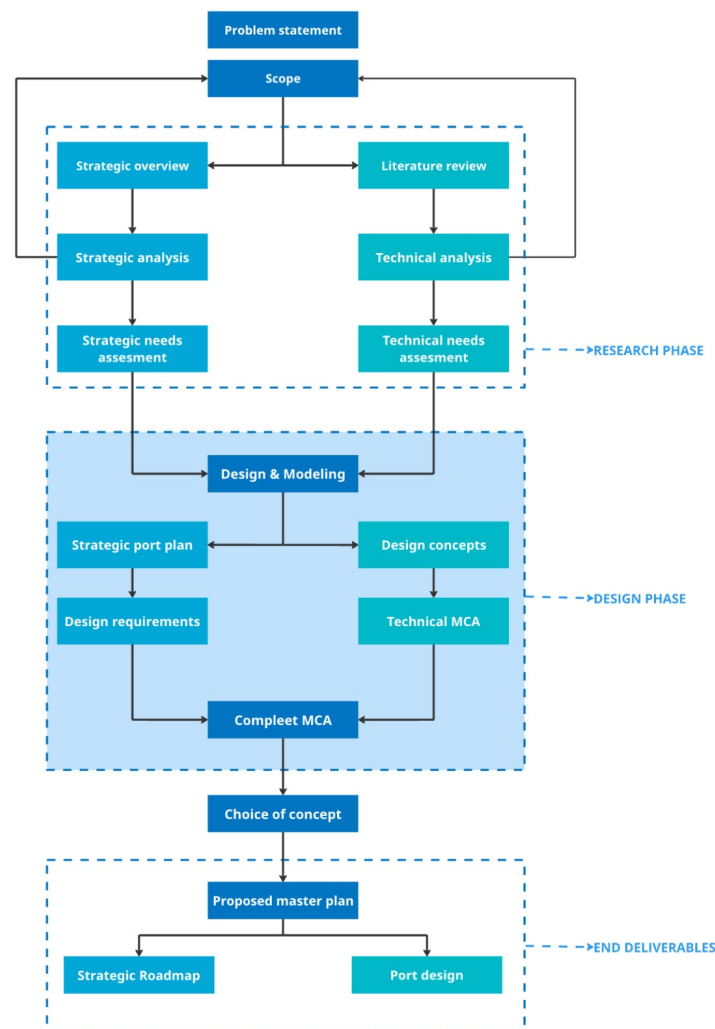 Problem statement
Scope
Strategic overview
Literature review
Strategic analysis
Technical analysis
Strategic needs
assesment
Technical needs
assesment
RESEARCH PHASE
Design & Modeling
Strategic port plan
Design concepts
Design requirements
Technical MCA
DESIGN PHASE
Compleet MCA
Choice of concept
Proposed master plan
Strategic Roadmap
Port design
END DELIVERABLES